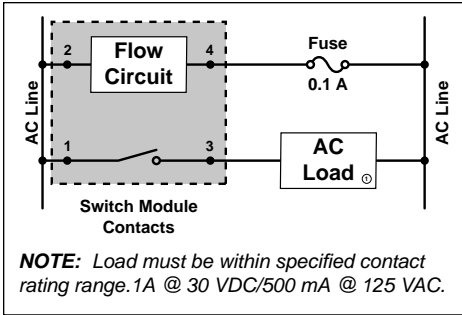 2 Flow Circuit 4
Fuse
0.1 A
AC Line
AC Line
1 3
AC Load ①
Switch Module
Contacts
NOTE: Load must be within specified contact
rating range.1A @ 30 VDC/500 mA @ 125 VAC.